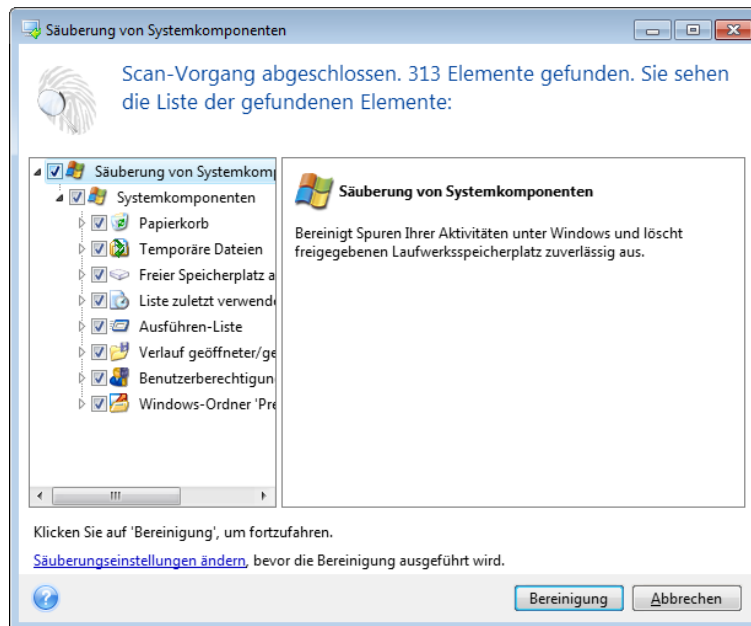 Säuberung von Systemkomponenten
Scan-Vorgang abgeschlossen. 313 Elemente gefunden. Sie sehen
die Liste der gefundenen Elemente:
Säuberung von Systemkom
Systemkomponenten
Papierkorb
Temporäre Dateien
Freier Speicherplatz a
Liste zuletzt verwend
Ausführen-Liste
Verlauf geöffneter/ge
Benutzerberechtigun
Windows-Ordner 'Pre
Säuberung von Systemkomponenten
Bereinigt Spuren Ihrer Aktivitäten unter Windows und löscht
freigegebenen Laufwerksspeicherplatz zuverlässig aus.
Klicken Sie auf 'Bereinigung', um fortzufahren.
Säuberungseinstellungen ändern, bevor die Bereinigung ausgeführt wird.
Bereinigung
Abbrechen